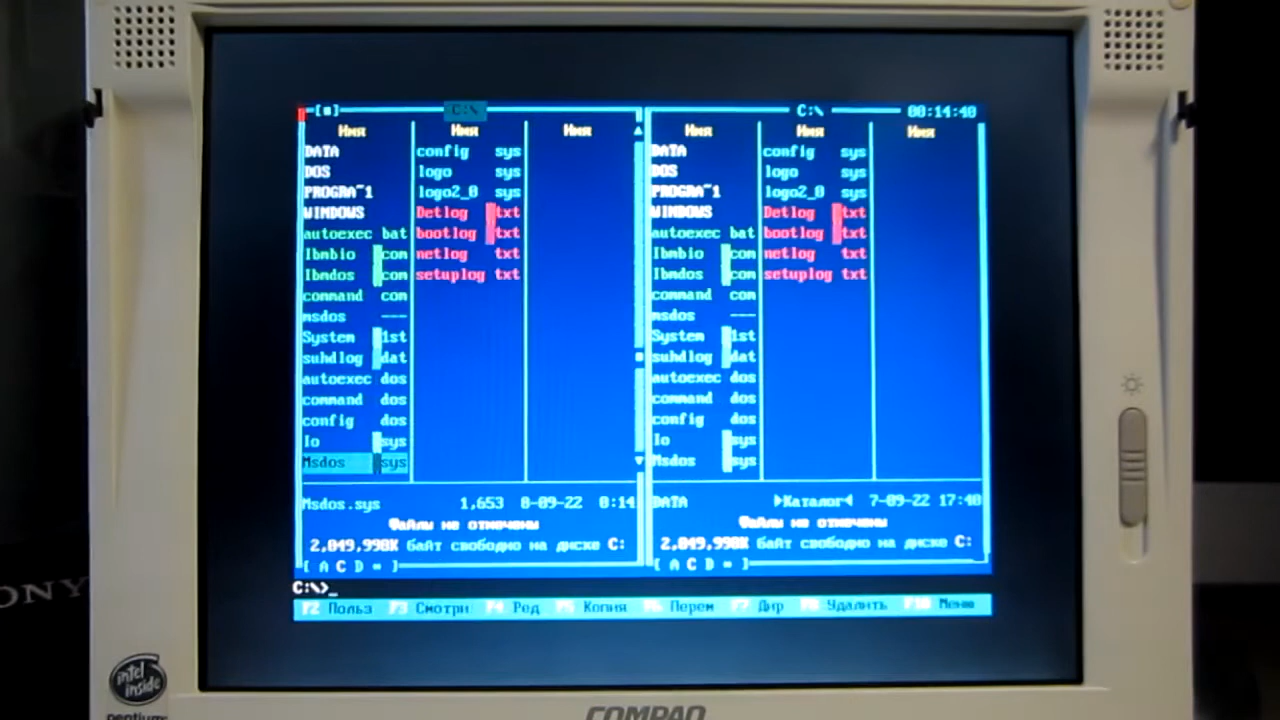 [■] C:\ C:\ 00:14:40
Имя Имя Имя Имя Имя Имя
DATA config sys DATA config sys
DOS logo sys DOS logo sys
PROGRA~1 logo2_0 sys PROGRA~1 logo2_0 sys
WINDOWS Detlog txt WINDOWS Detlog txt
autoexec bat bootlog txt autoexec bat bootlog txt
Ibmbio com netlog txt Ibmbio com netlog txt
Ibmdos com setuplog txt Ibmdos com setuplog txt
command com command com
msdos --- msdos ---
System 1st System 1st
suhdlog dat suhdlog dat
autoexec dos autoexec dos
command dos command dos
config dos config dos
Io sys Io sys
Msdos sys Msdos sys
Msdos.sys 1,653 8-09-22 0:14 DATA ►Каталог◄ 7-09-22 17:40
Файлы не отмечены Файлы не отмечены
2,049,998K байт свободно на диске C: 2,049,998K байт свободно на диске C:
[ A C D = ] [ A C D = ]
C:\>_
F2 Польз F3 Смотри F4 Ред F5 Копия F6 Перем F7 Дир F8 Удалить F10 Меню
SONY
intel
inside
pentium
COMPAQ